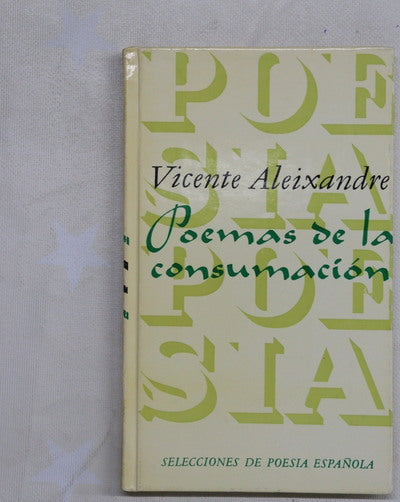 POE
SIA
POE
SIA
Vicente Aleixandre
Poemas de la
consumación
SELECCIONES DE POESIA ESPAÑOLA